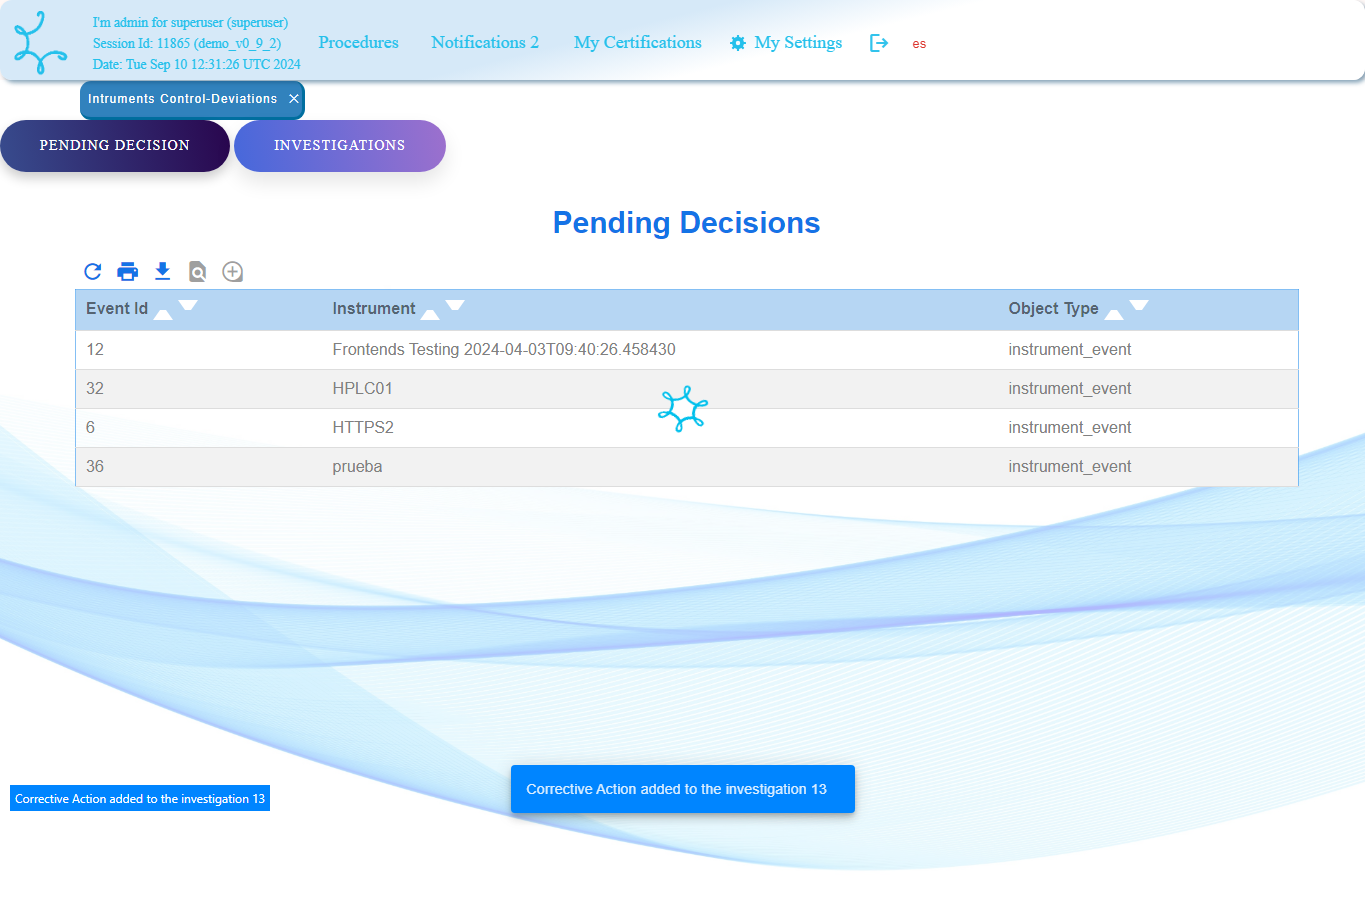 I'm admin for superuser (superuser)
Session Id: 11865 (demo_v0_9_2)
Date: Tue Sep 10 12:31:26 UTC 2024
Procedures
Notifications 2
My Certifications
My Settings
es
Intruments Control-Deviations
PENDING DECISION
INVESTIGATIONS
Pending Decisions
Event Id Instrument Object Type
12 Frontends Testing 2024-04-03T09:40:26.458430 instrument_event
32 HPLC01 instrument_event
6 HTTPS2 instrument_event
36 prueba instrument_event
Corrective Action added to the investigation 13
Corrective Action added to the investigation 13